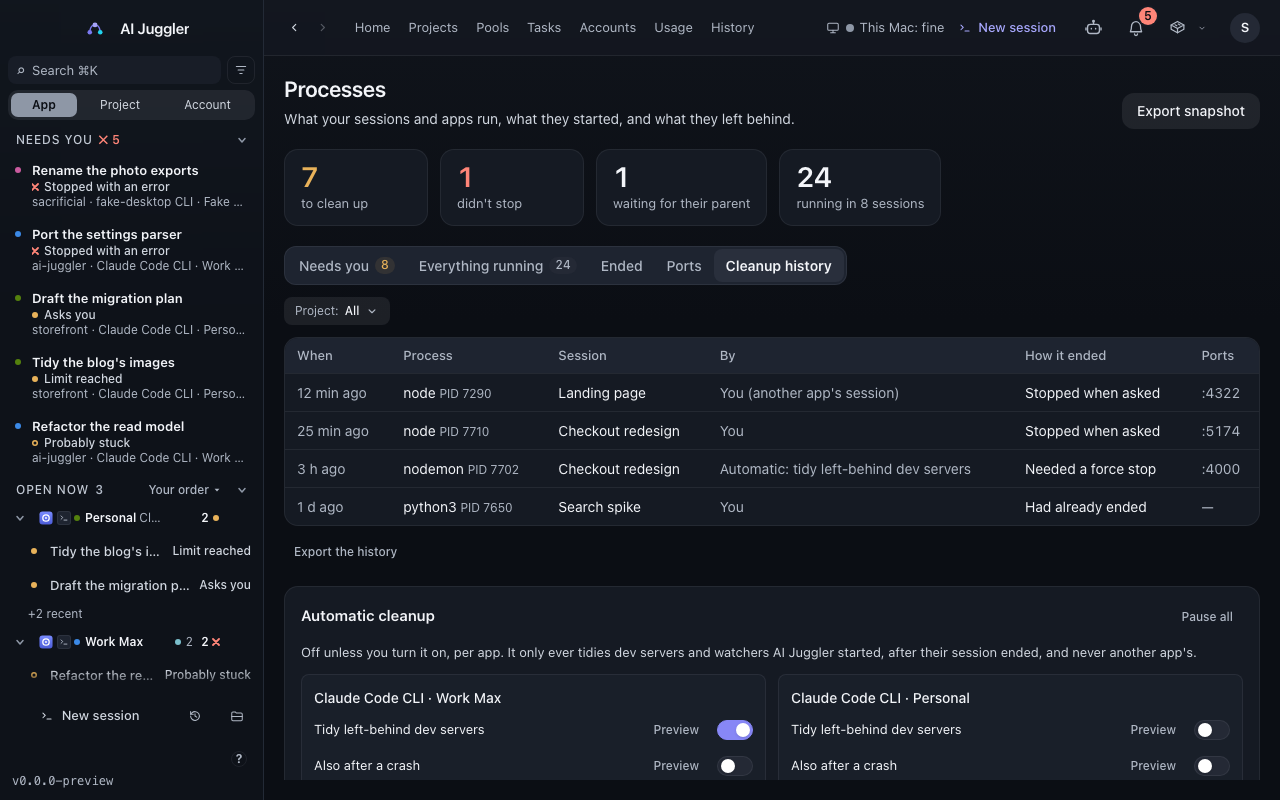 AI Juggler
Search ⌘K
App Project Account
NEEDS YOU 5
Rename the photo exports
Stopped with an error
sacrificial · fake-desktop CLI · Fake ...
Port the settings parser
Stopped with an error
ai-juggler · Claude Code CLI · Work ...
Draft the migration plan
Asks you
storefront · Claude Code CLI · Perso...
Tidy the blog's images
Limit reached
storefront · Claude Code CLI · Perso...
Refactor the read model
Probably stuck
ai-juggler · Claude Code CLI · Work ...
OPEN NOW 3 Your order
Personal Cl... 2
Tidy the blog's i... Limit reached
Draft the migration p... Asks you
+2 recent
Work Max 2 2
Refactor the re... Probably stuck
New session
?
v0.0.0-preview
Home Projects Pools Tasks Accounts Usage History This Mac: fine New session 5 S
Processes
What your sessions and apps run, what they started, and what they left behind.
Export snapshot
7
to clean up
1
didn't stop
1
waiting for their parent
24
running in 8 sessions
Needs you 8 Everything running 24 Ended Ports Cleanup history
Project: All
When Process Session By How it ended Ports
12 min ago node PID 7290 Landing page You (another app's session) Stopped when asked :4322
25 min ago node PID 7710 Checkout redesign You Stopped when asked :5174
3 h ago nodemon PID 7702 Checkout redesign Automatic: tidy left-behind dev servers Needed a force stop :4000
1 d ago python3 PID 7650 Search spike You Had already ended —
Export the history
Automatic cleanup Pause all
Off unless you turn it on, per app. It only ever tidies dev servers and watchers AI Juggler started, after their session ended, and never another app's.
Claude Code CLI · Work Max
Tidy left-behind dev servers Preview
Also after a crash Preview
Claude Code CLI · Personal
Tidy left-behind dev servers Preview
Also after a crash Preview